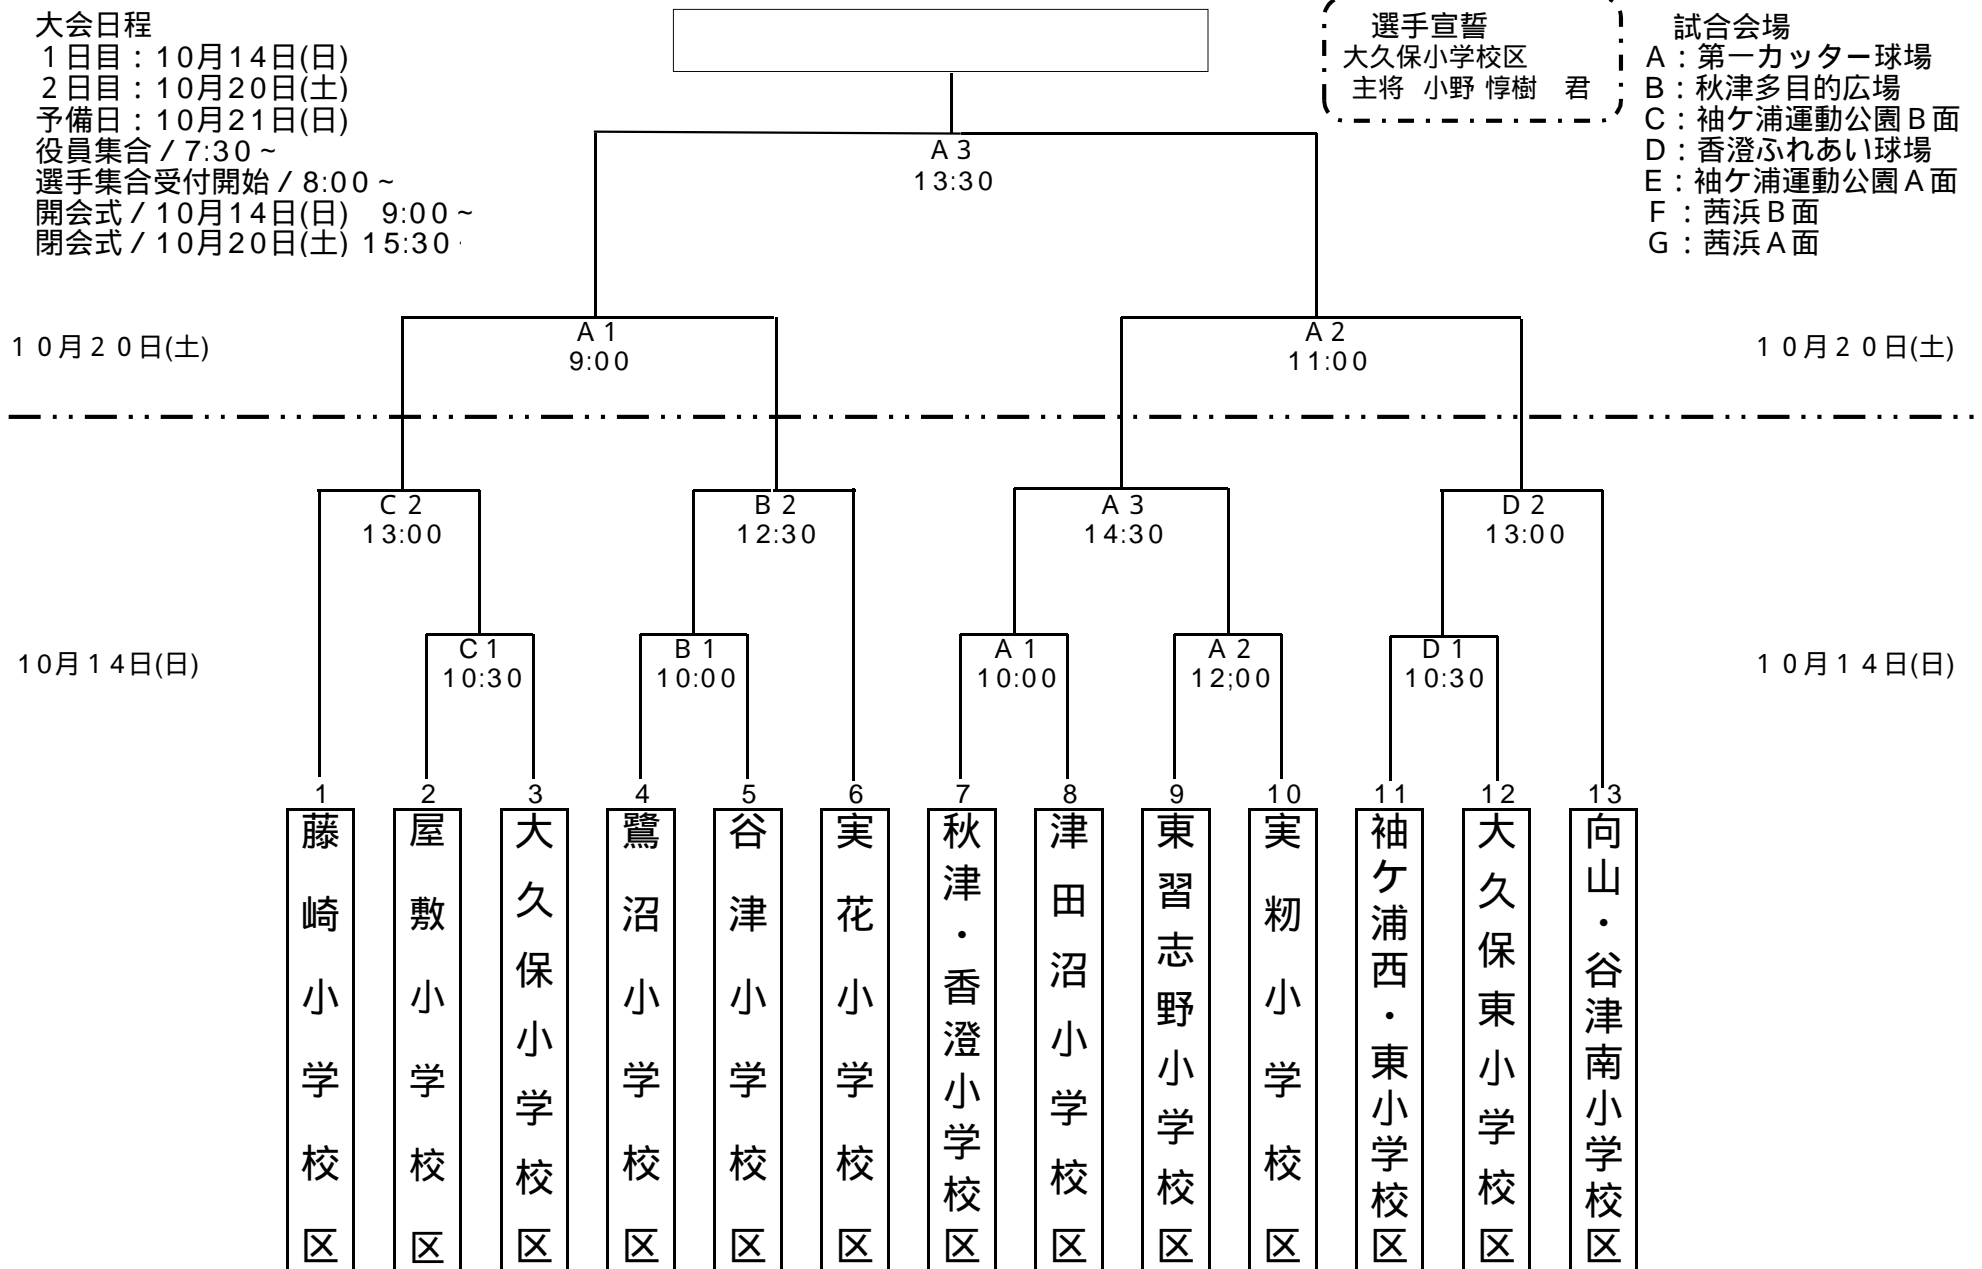 大会日程
1日目：10月14日(日)
2日目：10月20日(土)
予備日：10月21日(日)
役員集合/7:30~
選手集合受付開始/8:00~
開会式/10月14日(日)　9:00~
閉会式/10月20日(土) 15:30
選手宣誓
大久保小学校区
主将 小野 惇樹　君
試合会場
A：第一カッター球場
B：秋津多目的広場
C：袖ケ浦運動公園B面
D：香澄ふれあい球場
E：袖ケ浦運動公園A面
F：茜浜B面
G：茜浜A面
A3
13:30
10月20日(土)
A1
9:00
A2
11:00
10月20日(土)
C2
13:00
B2
12:30
A3
14:30
D2
13:00
10月14日(日)
C1
10:30
B1
10:00
A1
10:00
A2
12;00
D1
10:30
10月14日(日)
1
藤崎小学校区
2
屋敷小学校区
3
大久保小学校区
4
鷺沼小学校区
5
谷津小学校区
6
実花小学校区
7
秋津・香澄小学校区
8
津田沼小学校区
9
東習志野小学校区
10
実籾小学校区
11
袖ケ浦西・東小学校区
12
大久保東小学校区
13
向山・谷津南小学校区